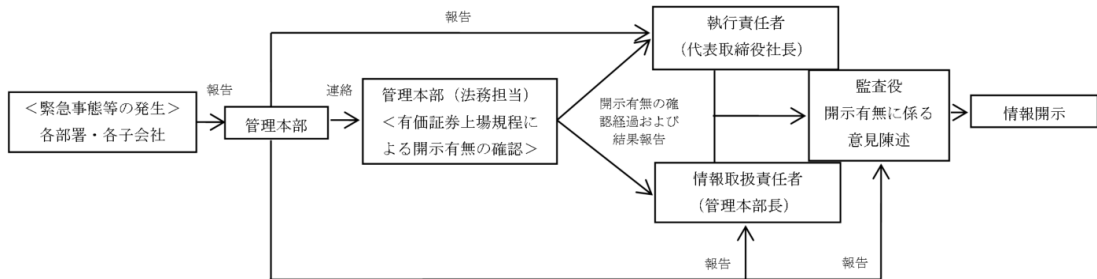 報告
執行責任者
（代表取締役社長）
＜緊急事態等の発生＞
各部署・各子会社
報告
管理本部
連絡
管理本部（法務担当）
＜有価証券上場規程に
よる開示有無の確認＞
開示有無の確
認経過および
結果報告
監査役
開示有無に係る
意見陳述
情報開示
情報取扱責任者
（管理本部長）
報告
報告